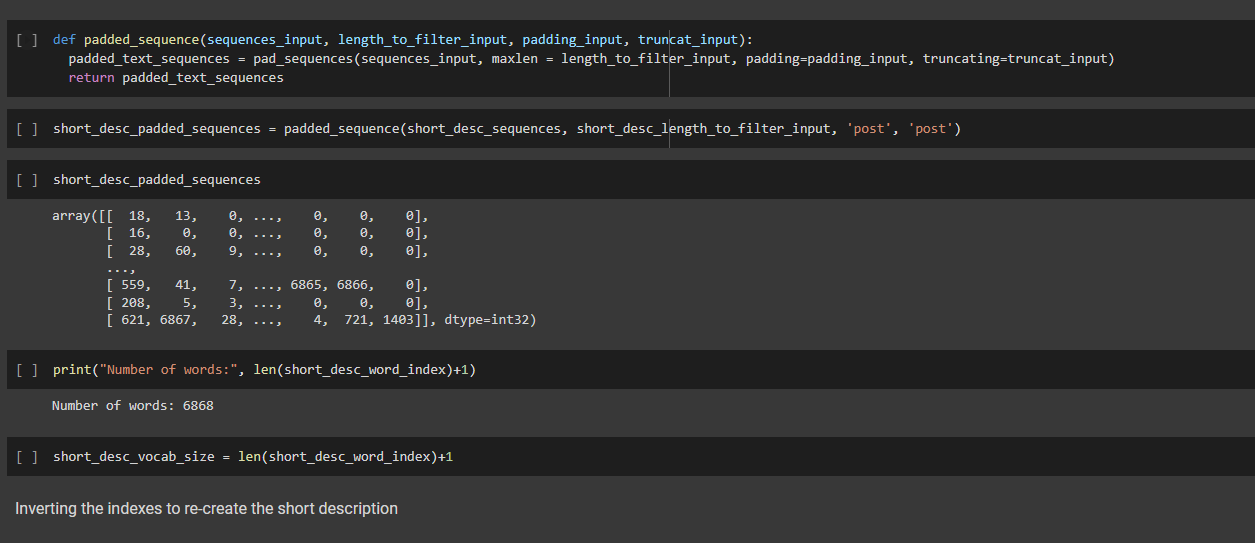 [ ] def padded_sequence(sequences_input, length_to_filter_input, padding_input, truncat_input):
padded_text_sequences = pad_sequences(sequences_input, maxlen = length_to_filter_input, padding=padding_input, truncating=truncat_input)
return padded_text_sequences
[ ] short_desc_padded_sequences = padded_sequence(short_desc_sequences, short_desc_length_to_filter_input, 'post', 'post')
[ ] short_desc_padded_sequences
array([[ 18, 13, 0, ..., 0, 0, 0],
[ 16, 0, 0, ..., 0, 0, 0],
[ 28, 60, 9, ..., 0, 0, 0],
...,
[ 559, 41, 7, ..., 6865, 6866, 0],
[ 208, 5, 3, ..., 0, 0, 0],
[ 621, 6867, 28, ..., 4, 721, 1403]], dtype=int32)
[ ] print("Number of words:", len(short_desc_word_index)+1)
Number of words: 6868
[ ] short_desc_vocab_size = len(short_desc_word_index)+1
Inverting the indexes to re-create the short description